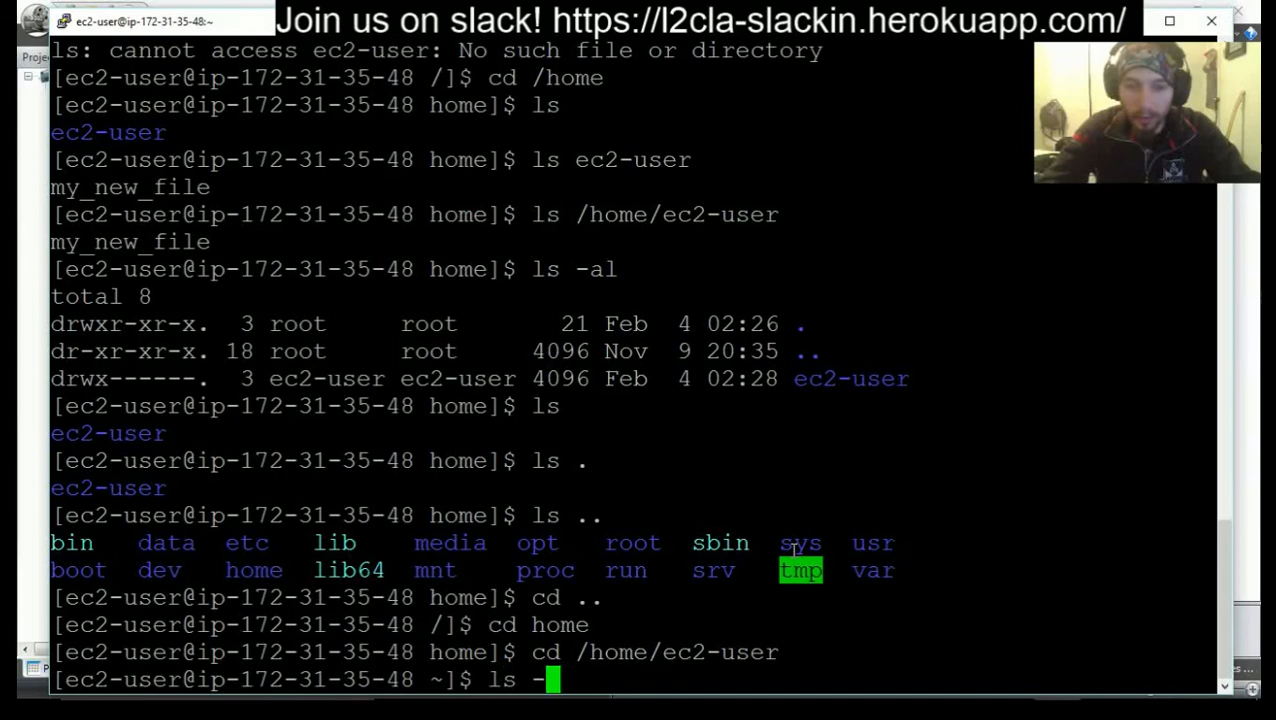 ec2-user@ip-172-31-35-48:~
Join us on slack! https://l2cla-slackin.herokuapp.com/
ls: cannot access ec2-user: No such file or directory
Projec
[ec2-user@ip-172-31-35-48 /]$ cd /home
[ec2-user@ip-172-31-35-48 home]$ ls
ec2-user
[ec2-user@ip-172-31-35-48 home]$ ls ec2-user
my_new_file
[ec2-user@ip-172-31-35-48 home]$ ls /home/ec2-user
my_new_file
[ec2-user@ip-172-31-35-48 home]$ ls -al
total 8
drwxr-xr-x. 3 root root 21 Feb 4 02:26 .
dr-xr-xr-x. 18 root root 4096 Nov 9 20:35 ..
drwx------. 3 ec2-user ec2-user 4096 Feb 4 02:28 ec2-user
[ec2-user@ip-172-31-35-48 home]$ ls
ec2-user
[ec2-user@ip-172-31-35-48 home]$ ls .
ec2-user
[ec2-user@ip-172-31-35-48 home]$ ls ..
bin data etc lib media opt root sbin sys usr
boot dev home lib64 mnt proc run srv tmp var
[ec2-user@ip-172-31-35-48 home]$ cd ..
[ec2-user@ip-172-31-35-48 /]$ cd home
[ec2-user@ip-172-31-35-48 home]$ cd /home/ec2-user
[ec2-user@ip-172-31-35-48 ~]$ ls -